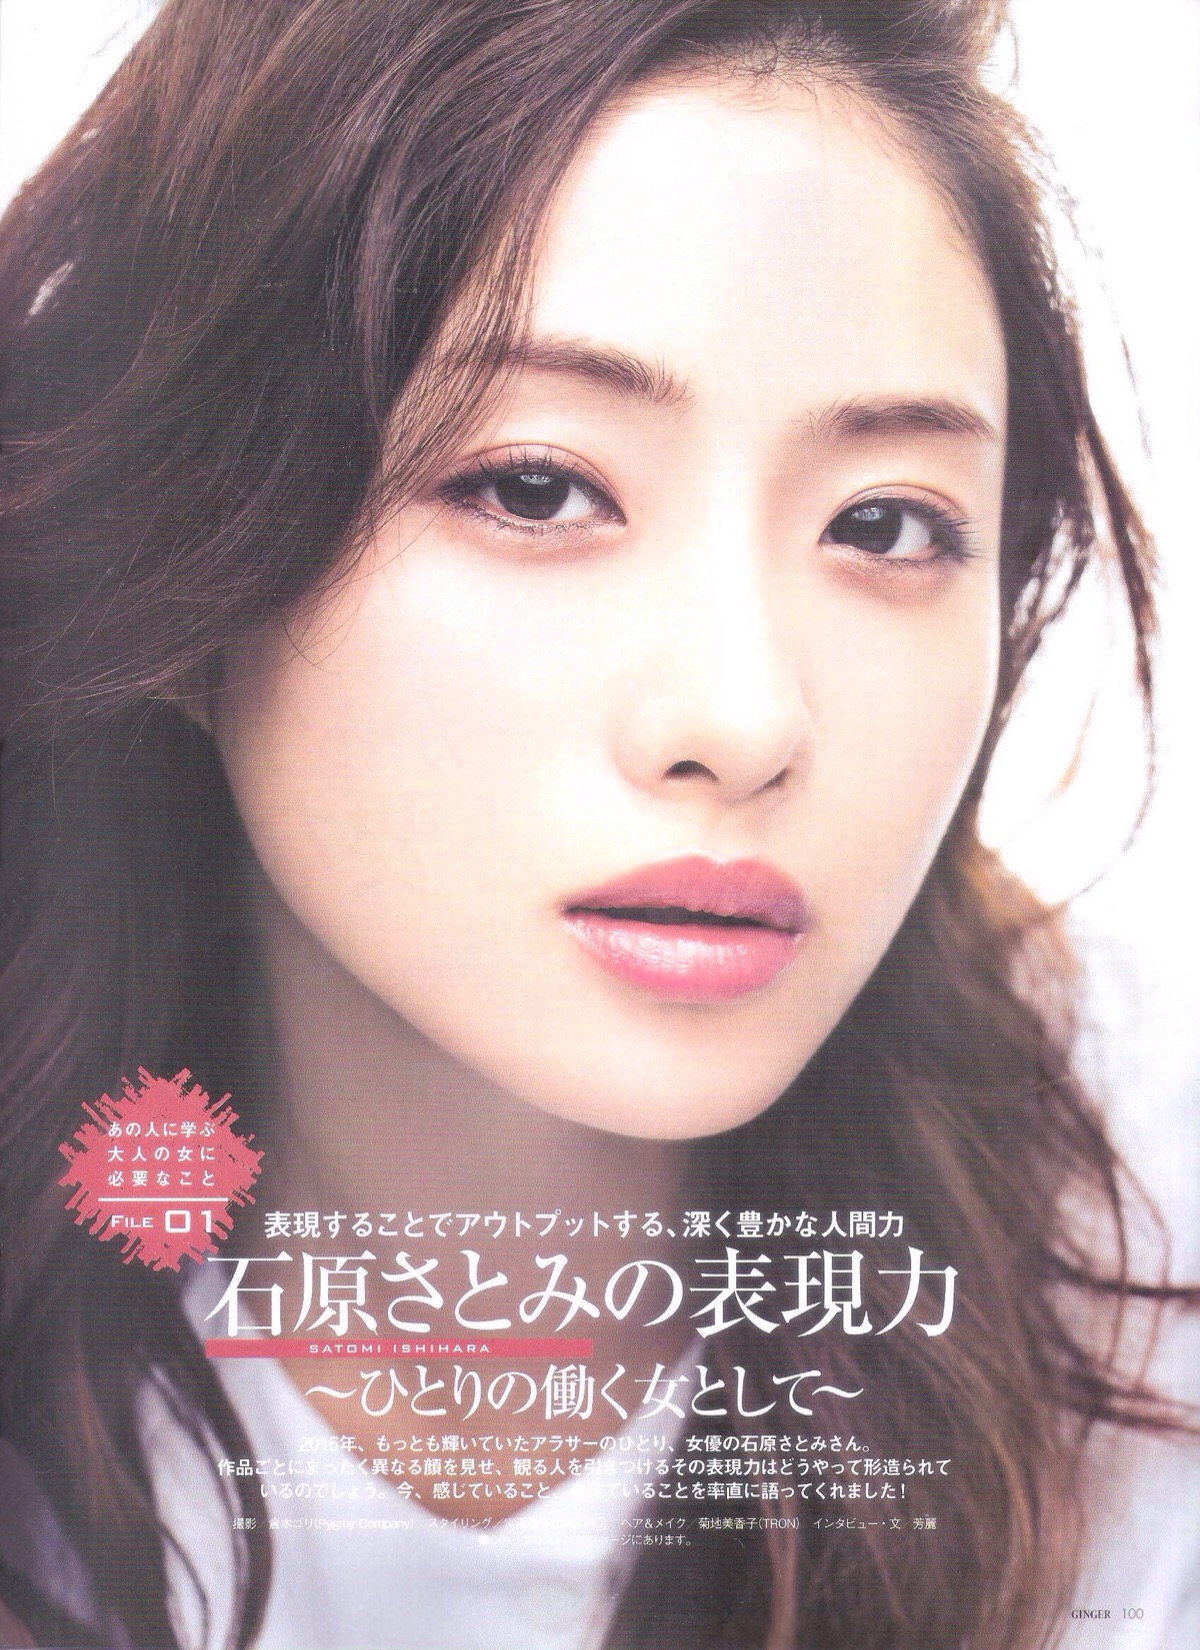 あの人に学ぶ
大人の女に
必要なこと
FILE 01
表現することでアウトプットする、深く豊かな人間力
石原さとみの表現力
SATOMI ISHIHARA
〜ひとりの働く女として〜
2015年、もっとも輝いていたアラサーのひとり、女優の石原さとみさん。
作品ごとにまったく異なる顔を見せ、観る人を引きつけるその表現力はどうやって形造られて
いるのでしょう。今、感じていること、えていることを率直に語ってくれました！
撮影／倉本ゴリ(Pygmy Company) スタイリング／ ヘア＆メイク／菊地美香子(TRON) インタビュー・文 芳麗
ページにあります。
GINGER 100